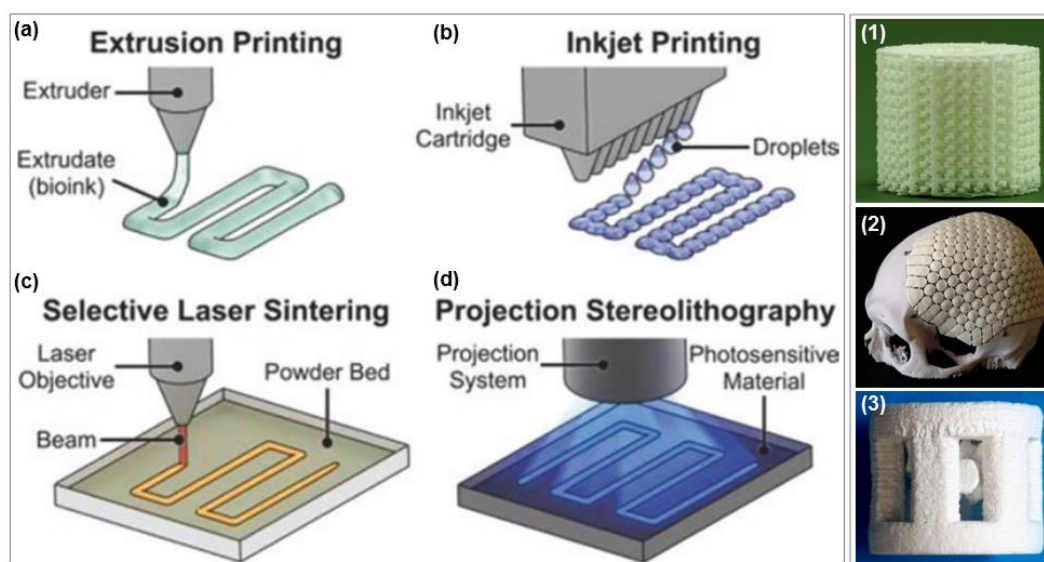 (a)
Extrusion Printing
Extruder
Extrudate
(bioink)
(b)
Inkjet Printing
Inkjet
Cartridge
Droplets
(c)
Selective Laser Sintering
Laser
Objective
Powder Bed
Beam
(d)
Projection Stereolithography
Projection
System
Photosensitive
Material
(1)
(2)
(3)